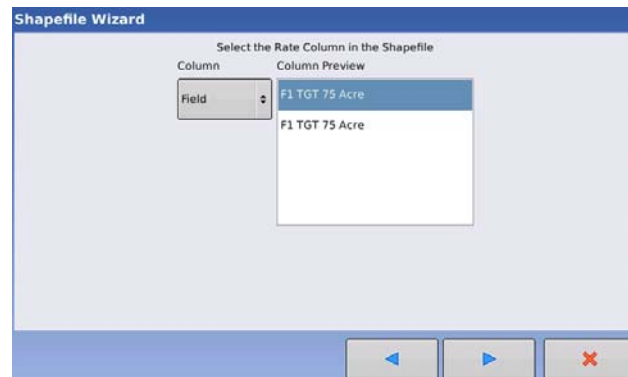 Shapefile Wizard
Select the Rate Column in the Shapefile
Column Column Preview
Field F1 TGT 75 Acre
F1 TGT 75 Acre